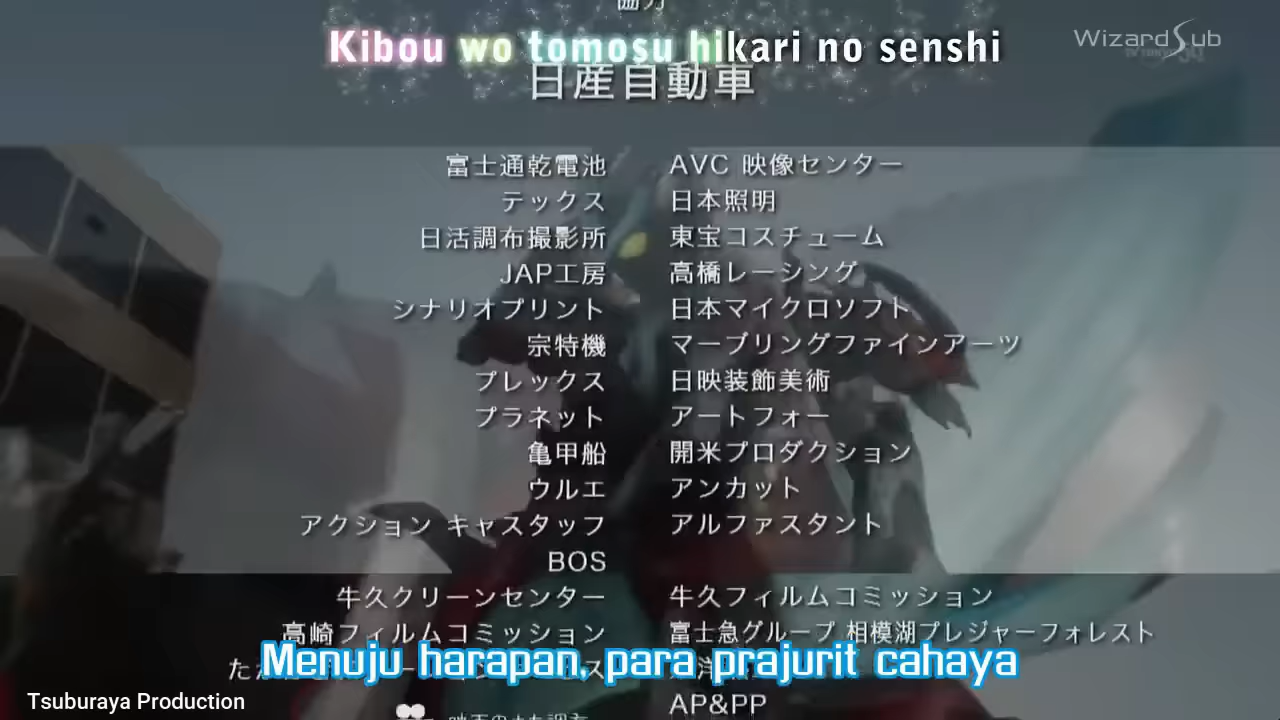 協力
Kibou wo tomosu hikari no senshi
WizardSub
日産自動車
富士通乾電池 AVC 映像センター
テックス 日本照明
日活調布撮影所 東宝コスチューム
JAP工房 高橋レーシング
シナリオプリント 日本マイクロソフト
宗特機 マーブリングファインアーツ
プレックス 日映装飾美術
プラネット アートフォー
亀甲船 開米プロダクション
ウルエ アンカット
アクション キャスタッフ アルファスタント
BOS
牛久クリーンセンター 牛久フィルムコミッション
高崎フィルムコミッション 富士急グループ 相模湖プレジャーフォレスト
Menuju harapan, para prajurit cahaya
AP&PP
Tsuburaya Production